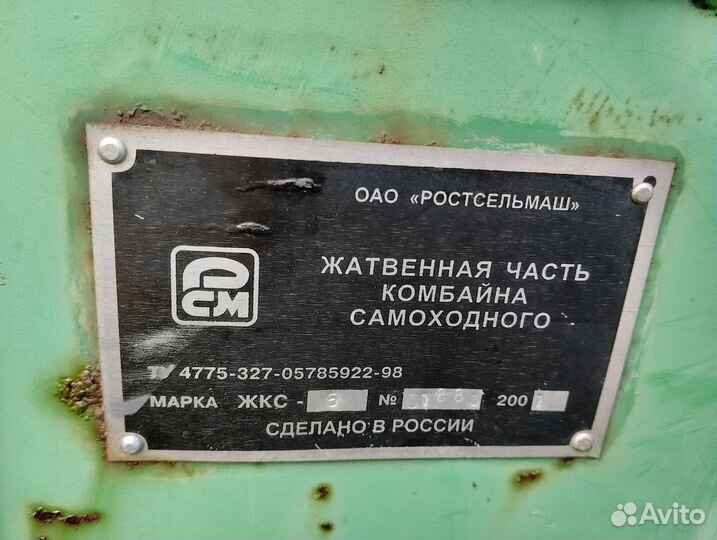 ОАО «РОСТСЕЛЬМАШ»
РСМ
ЖАТВЕННАЯ ЧАСТЬ
КОМБАЙНА
САМОХОДНОГО
ТУ 4775-327-05785922-98
МАРКА ЖКС - 5 № 200
СДЕЛАНО В РОССИИ
Avito